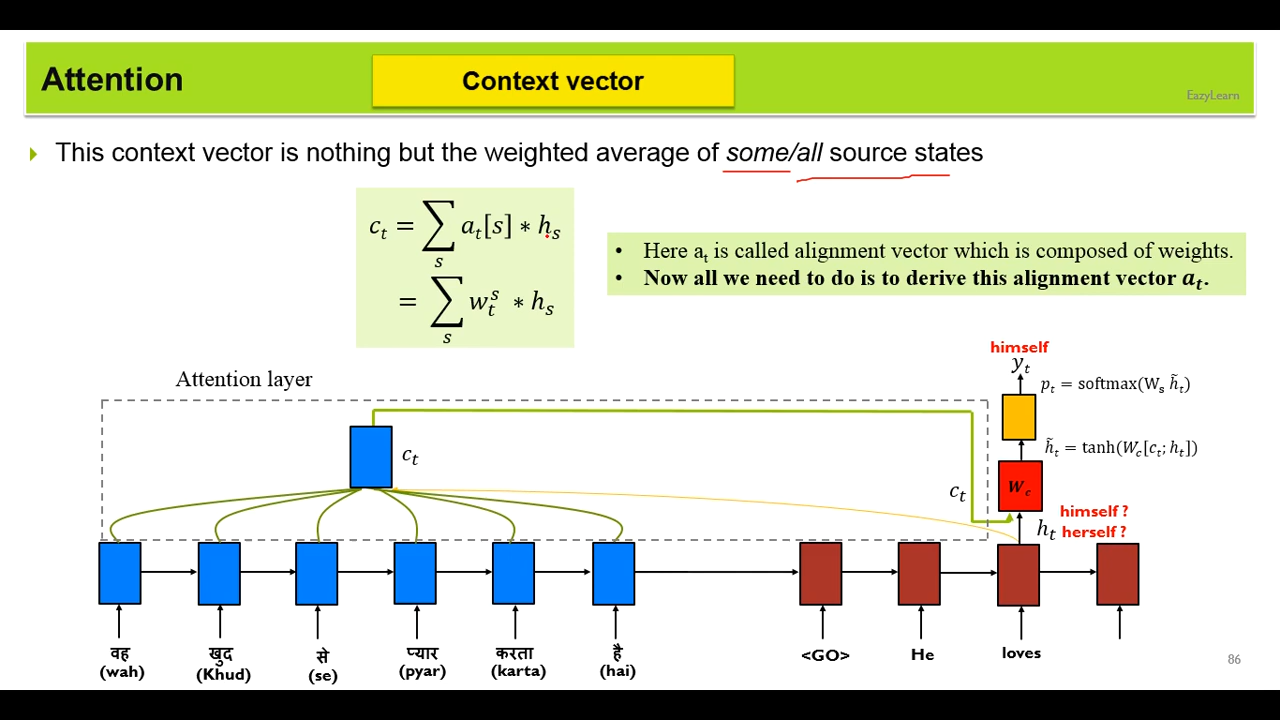 Attention
Context vector
EazyLearn
This context vector is nothing but the weighted average of some/all source states
c_t = ∑_s a_t[s] * h_s
= ∑_s w_t^s * h_s
• Here a_t is called alignment vector which is composed of weights.
• Now all we need to do is to derive this alignment vector a_t.
himself
y_t
p_t = softmax(W_s h̃_t)
Attention layer
c_t
h̃_t = tanh(W_c[c_t; h_t])
c_t
W_c
h_t
himself ?
herself ?
वह खुद से प्यार करता है
(wah) (Khud) (se) (pyar) (karta) (hai)
<GO> He loves
86